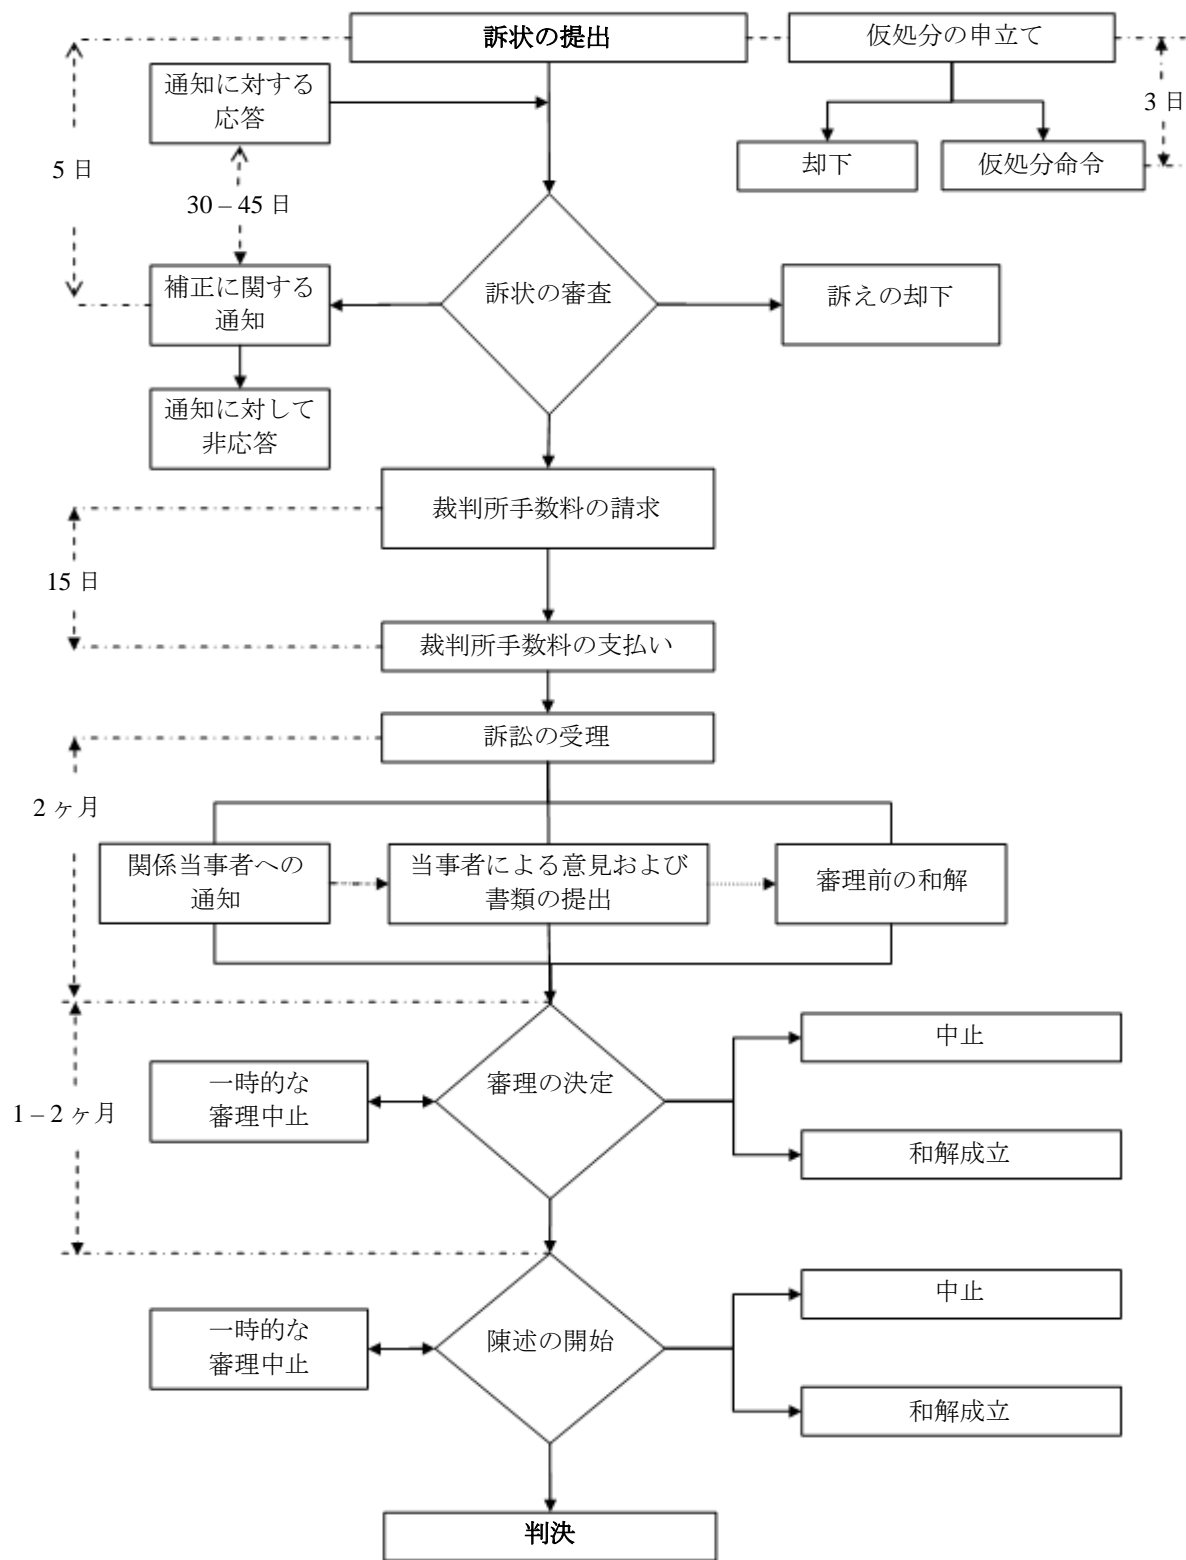 訴状の提出
仮処分の申立て
通知に対する
応答
3 日
5 日
却下
仮処分命令
30 – 45 日
補正に関する
通知
訴状の審査
訴えの却下
通知に対して
非応答
裁判所手数料の請求
15 日
裁判所手数料の支払い
訴訟の受理
2 ヶ月
関係当事者への
通知
当事者による意見および
書類の提出
審理前の和解
中止
一時的な
審理中止
審理の決定
1 – 2 ヶ月
和解成立
中止
一時的な
審理中止
陳述の開始
和解成立
判決